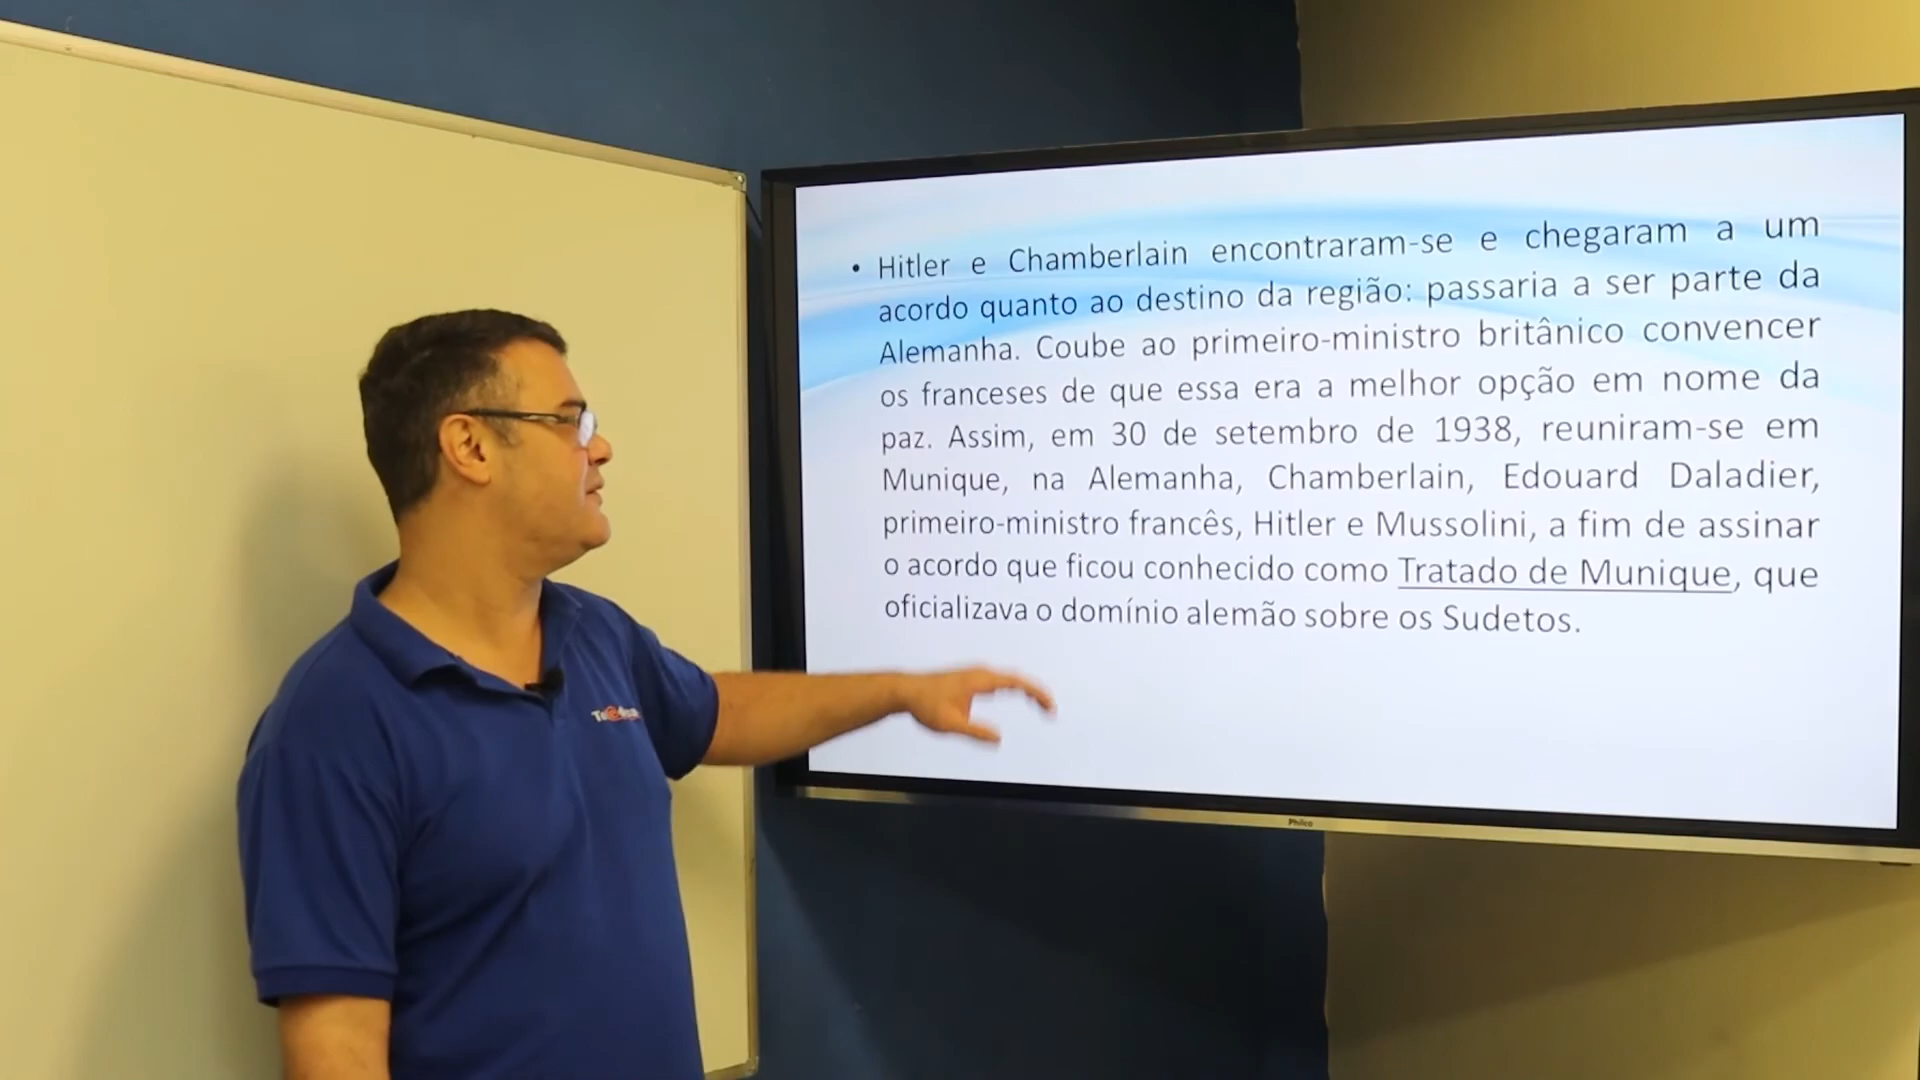 • Hitler e Chamberlain encontraram-se e chegaram a um
acordo quanto ao destino da região: passaria a ser parte da
Alemanha. Coube ao primeiro-ministro britânico convencer
os franceses de que essa era a melhor opção em nome da
paz. Assim, em 30 de setembro de 1938, reuniram-se em
Munique, na Alemanha, Chamberlain, Edouard Daladier,
primeiro-ministro francês, Hitler e Mussolini, a fim de assinar
o acordo que ficou conhecido como Tratado de Munique, que
oficializava o domínio alemão sobre os Sudetos.
Philco